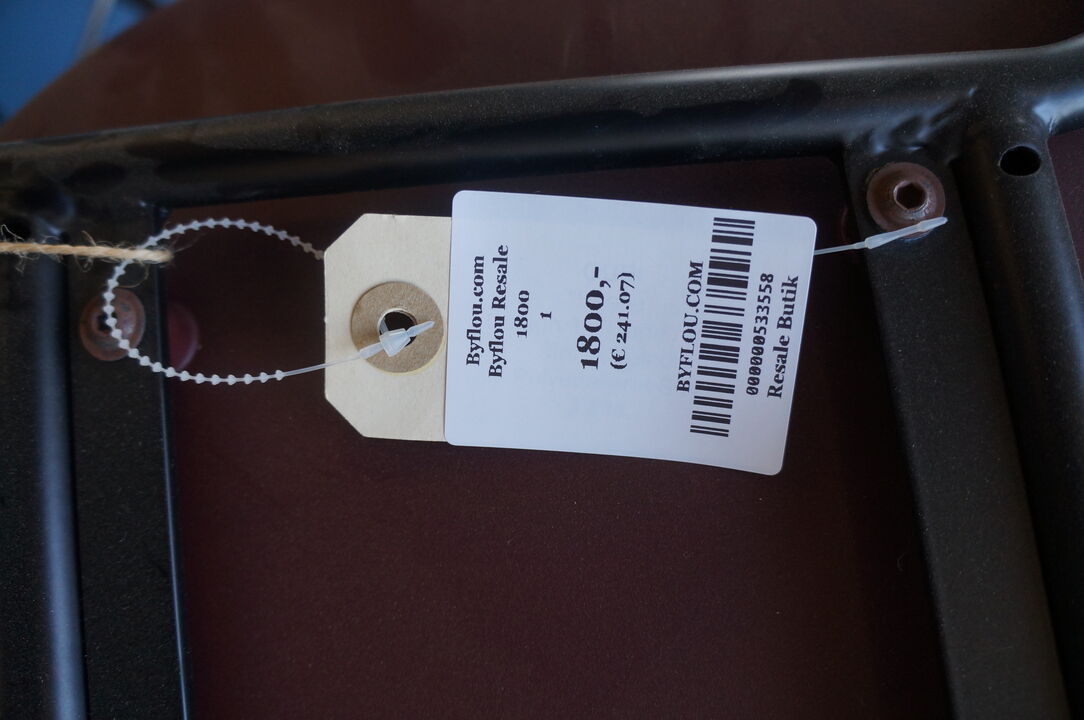 Byflou.com
Byflou Resale
1800
1
1800,-
(€ 241.07)
BYFLOU.COM
000000533558
Resale Butik